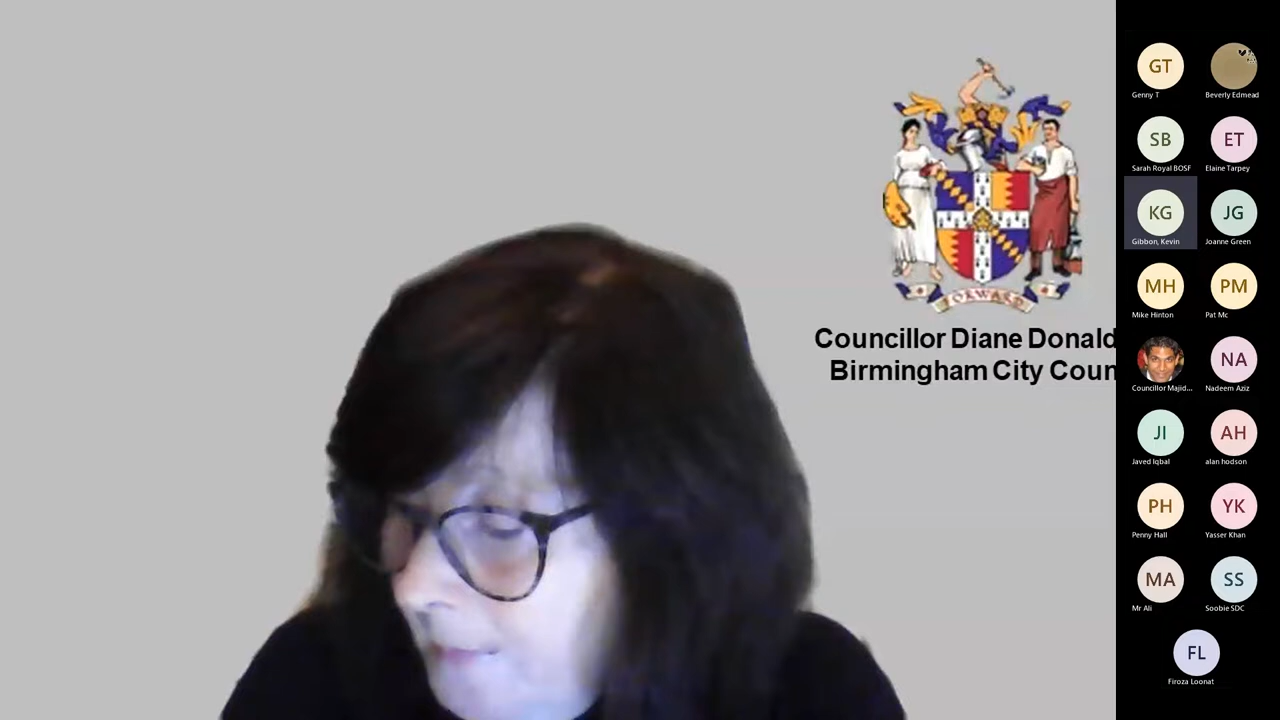 FORWARD
Councillor Diane Donald
Birmingham City Coun
GT
Genny T
Beverly Edmead
SB
Sarah Royal BOSF
ET
Elaine Tarpey
KG
Gibbon, Kevin
JG
Joanne Green
MH
Mike Hinton
PM
Pat Mc
Councillor Majid...
NA
Nadeem Aziz
JI
Javed Iqbal
AH
alan hodson
PH
Penny Hall
YK
Yasser Khan
MA
Mr Ali
SS
Soobie SDC
FL
Firoza Loonat